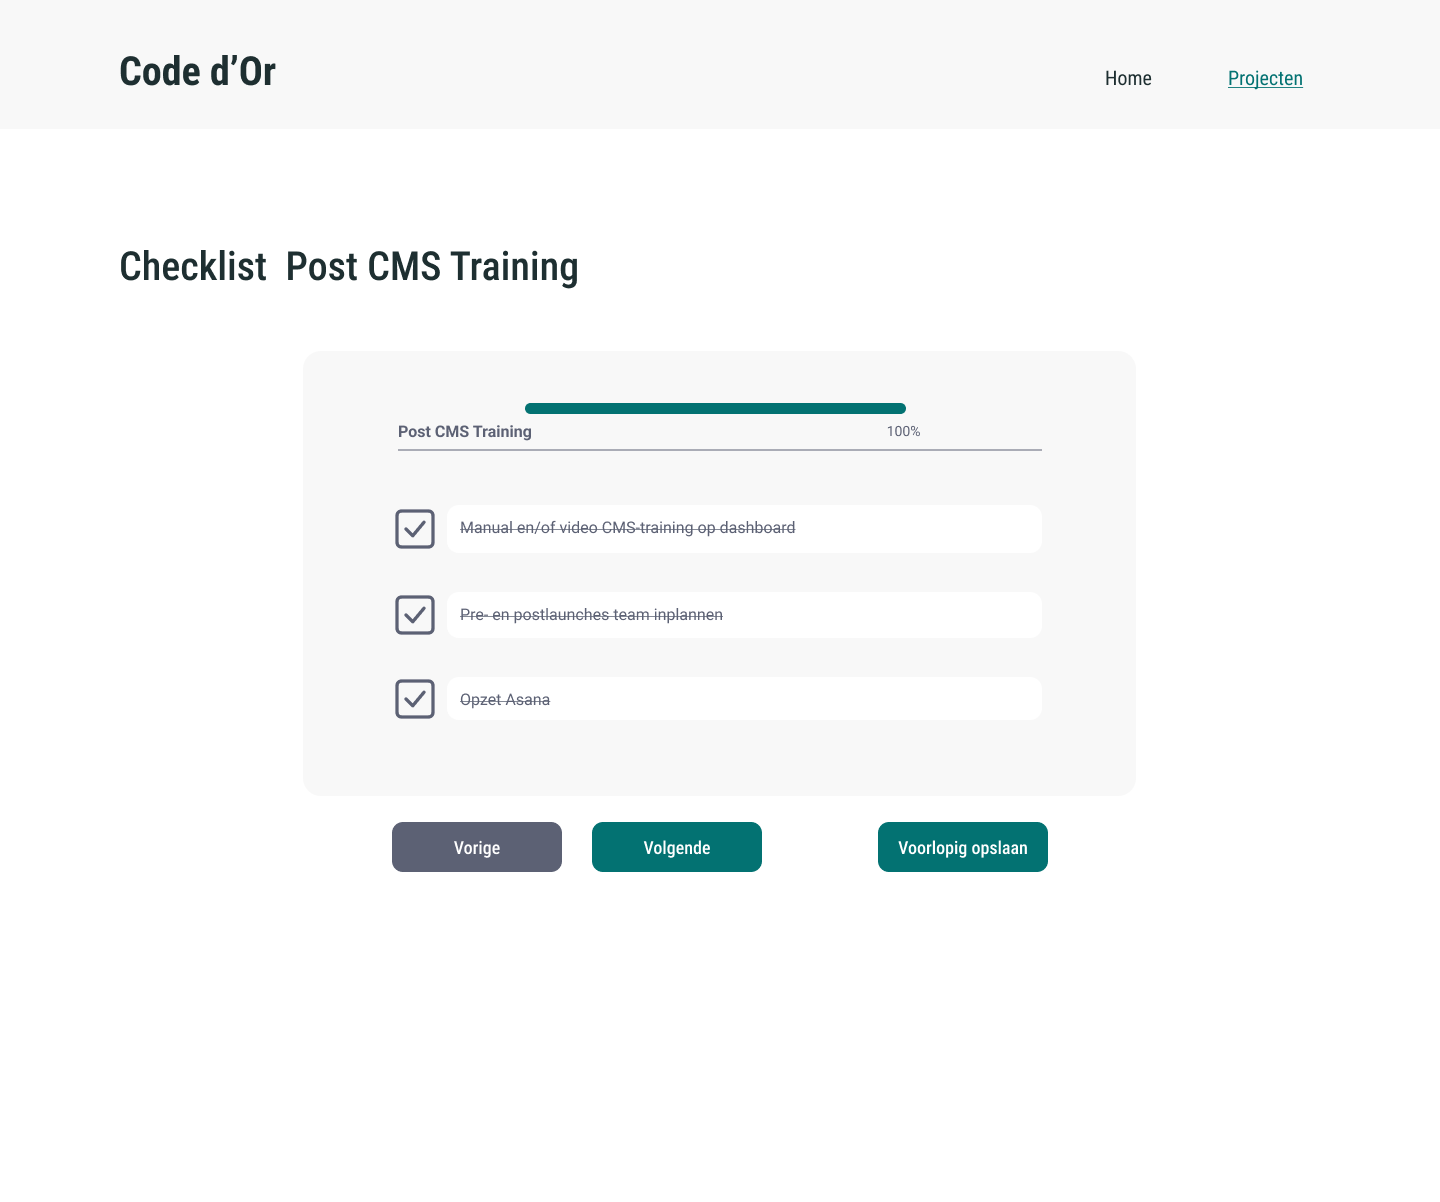 Code d’Or
Home Projecten
Checklist  Post CMS Training
Post CMS Training 100%
Manual en/of video CMS-training op dashboard
Pre- en postlaunches team inplannen
Opzet Asana
Vorige Volgende Voorlopig opslaan